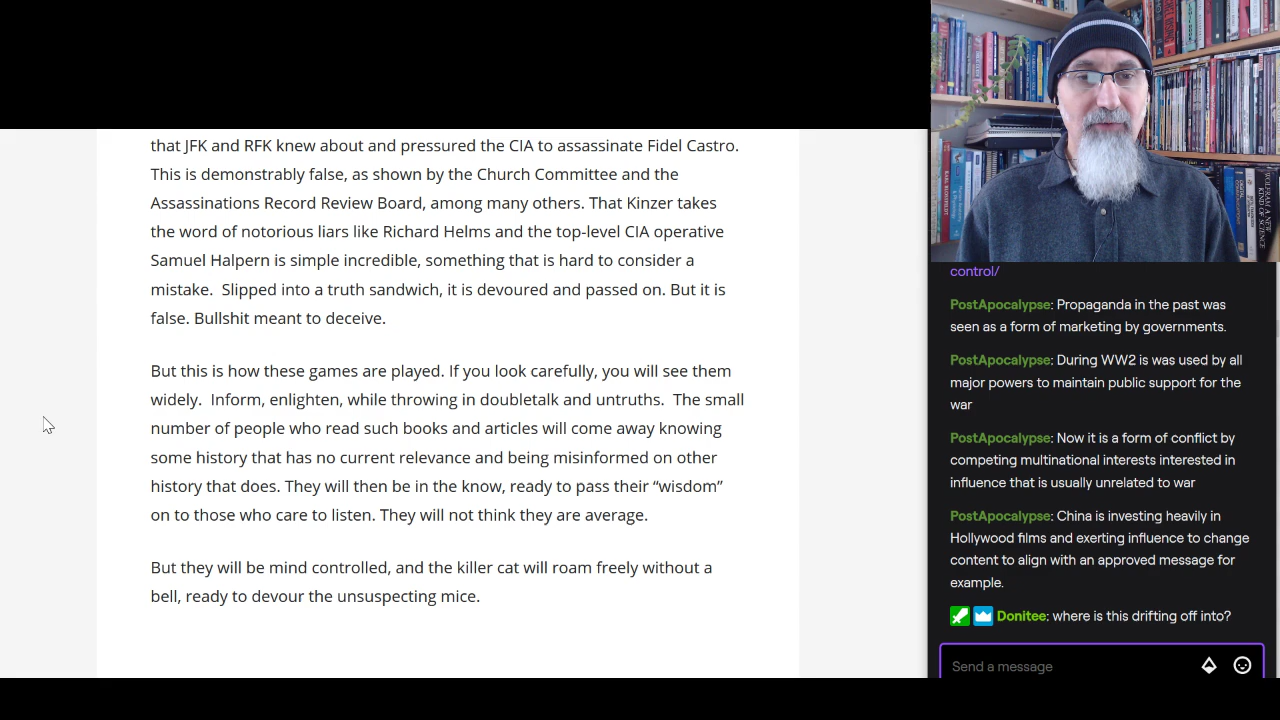 that JFK and RFK knew about and pressured the CIA to assassinate Fidel Castro.
This is demonstrably false, as shown by the Church Committee and the
Assassinations Record Review Board, among many others. That Kinzer takes
the word of notorious liars like Richard Helms and the top-level CIA operative
Samuel Halpern is simple incredible, something that is hard to consider a
mistake.  Slipped into a truth sandwich, it is devoured and passed on. But it is
false. Bullshit meant to deceive.
But this is how these games are played. If you look carefully, you will see them
widely.  Inform, enlighten, while throwing in doubletalk and untruths.  The small
number of people who read such books and articles will come away knowing
some history that has no current relevance and being misinformed on other
history that does. They will then be in the know, ready to pass their “wisdom”
on to those who care to listen. They will not think they are average.
But they will be mind controlled, and the killer cat will roam freely without a
bell, ready to devour the unsuspecting mice.
control/
PostApocalypse: Propaganda in the past was
seen as a form of marketing by governments.
PostApocalypse: During WW2 is was used by all
major powers to maintain public support for the
war
PostApocalypse: Now it is a form of conflict by
competing multinational interests interested in
influence that is usually unrelated to war
PostApocalypse: China is investing heavily in
Hollywood films and exerting influence to change
content to align with an approved message for
example.
Donitee: where is this drifting off into?
Send a message
WOLFRAM A NEW
KIND OF SCIENCE